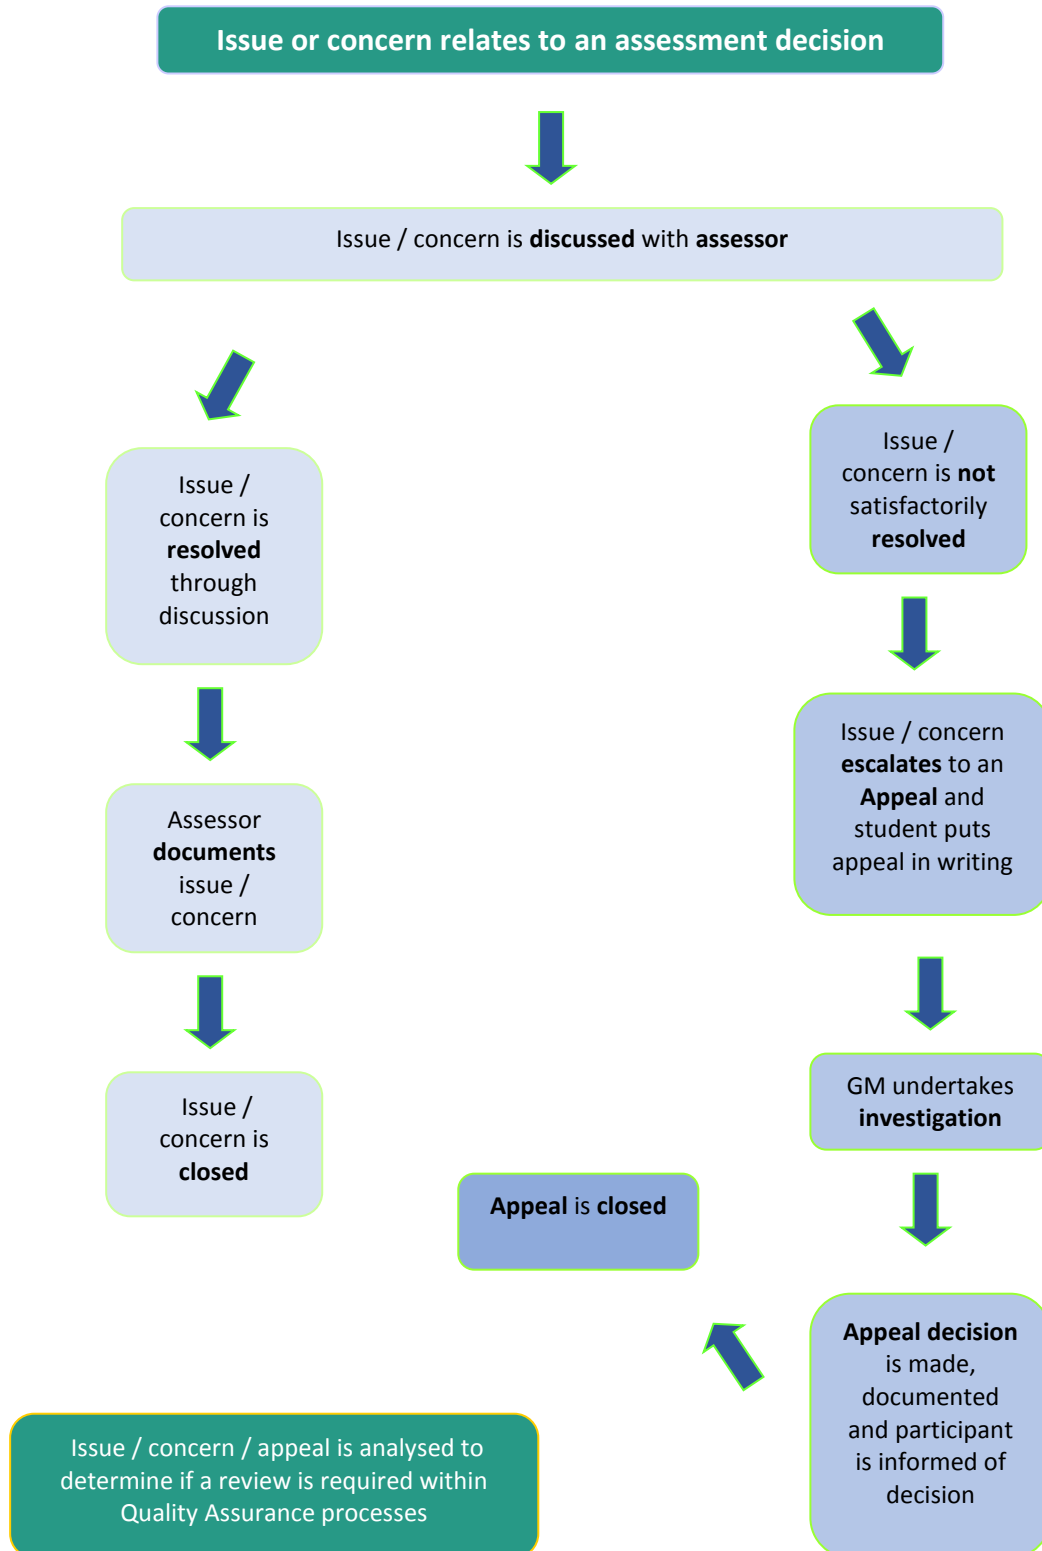 Issue or concern relates to an assessment decision
Issue / concern is discussed with assessor
Issue /
concern is
resolved
through
discussion
Assessor
documents
issue /
concern
Issue /
concern is
closed
Issue /
concern is not
satisfactorily
resolved
Issue / concern
escalates to an
Appeal and
student puts
appeal in writing
GM undertakes
investigation
Appeal decision
is made,
documented
and participant
is informed of
decision
Appeal is closed
Issue / concern / appeal is analysed to
determine if a review is required within
Quality Assurance processes